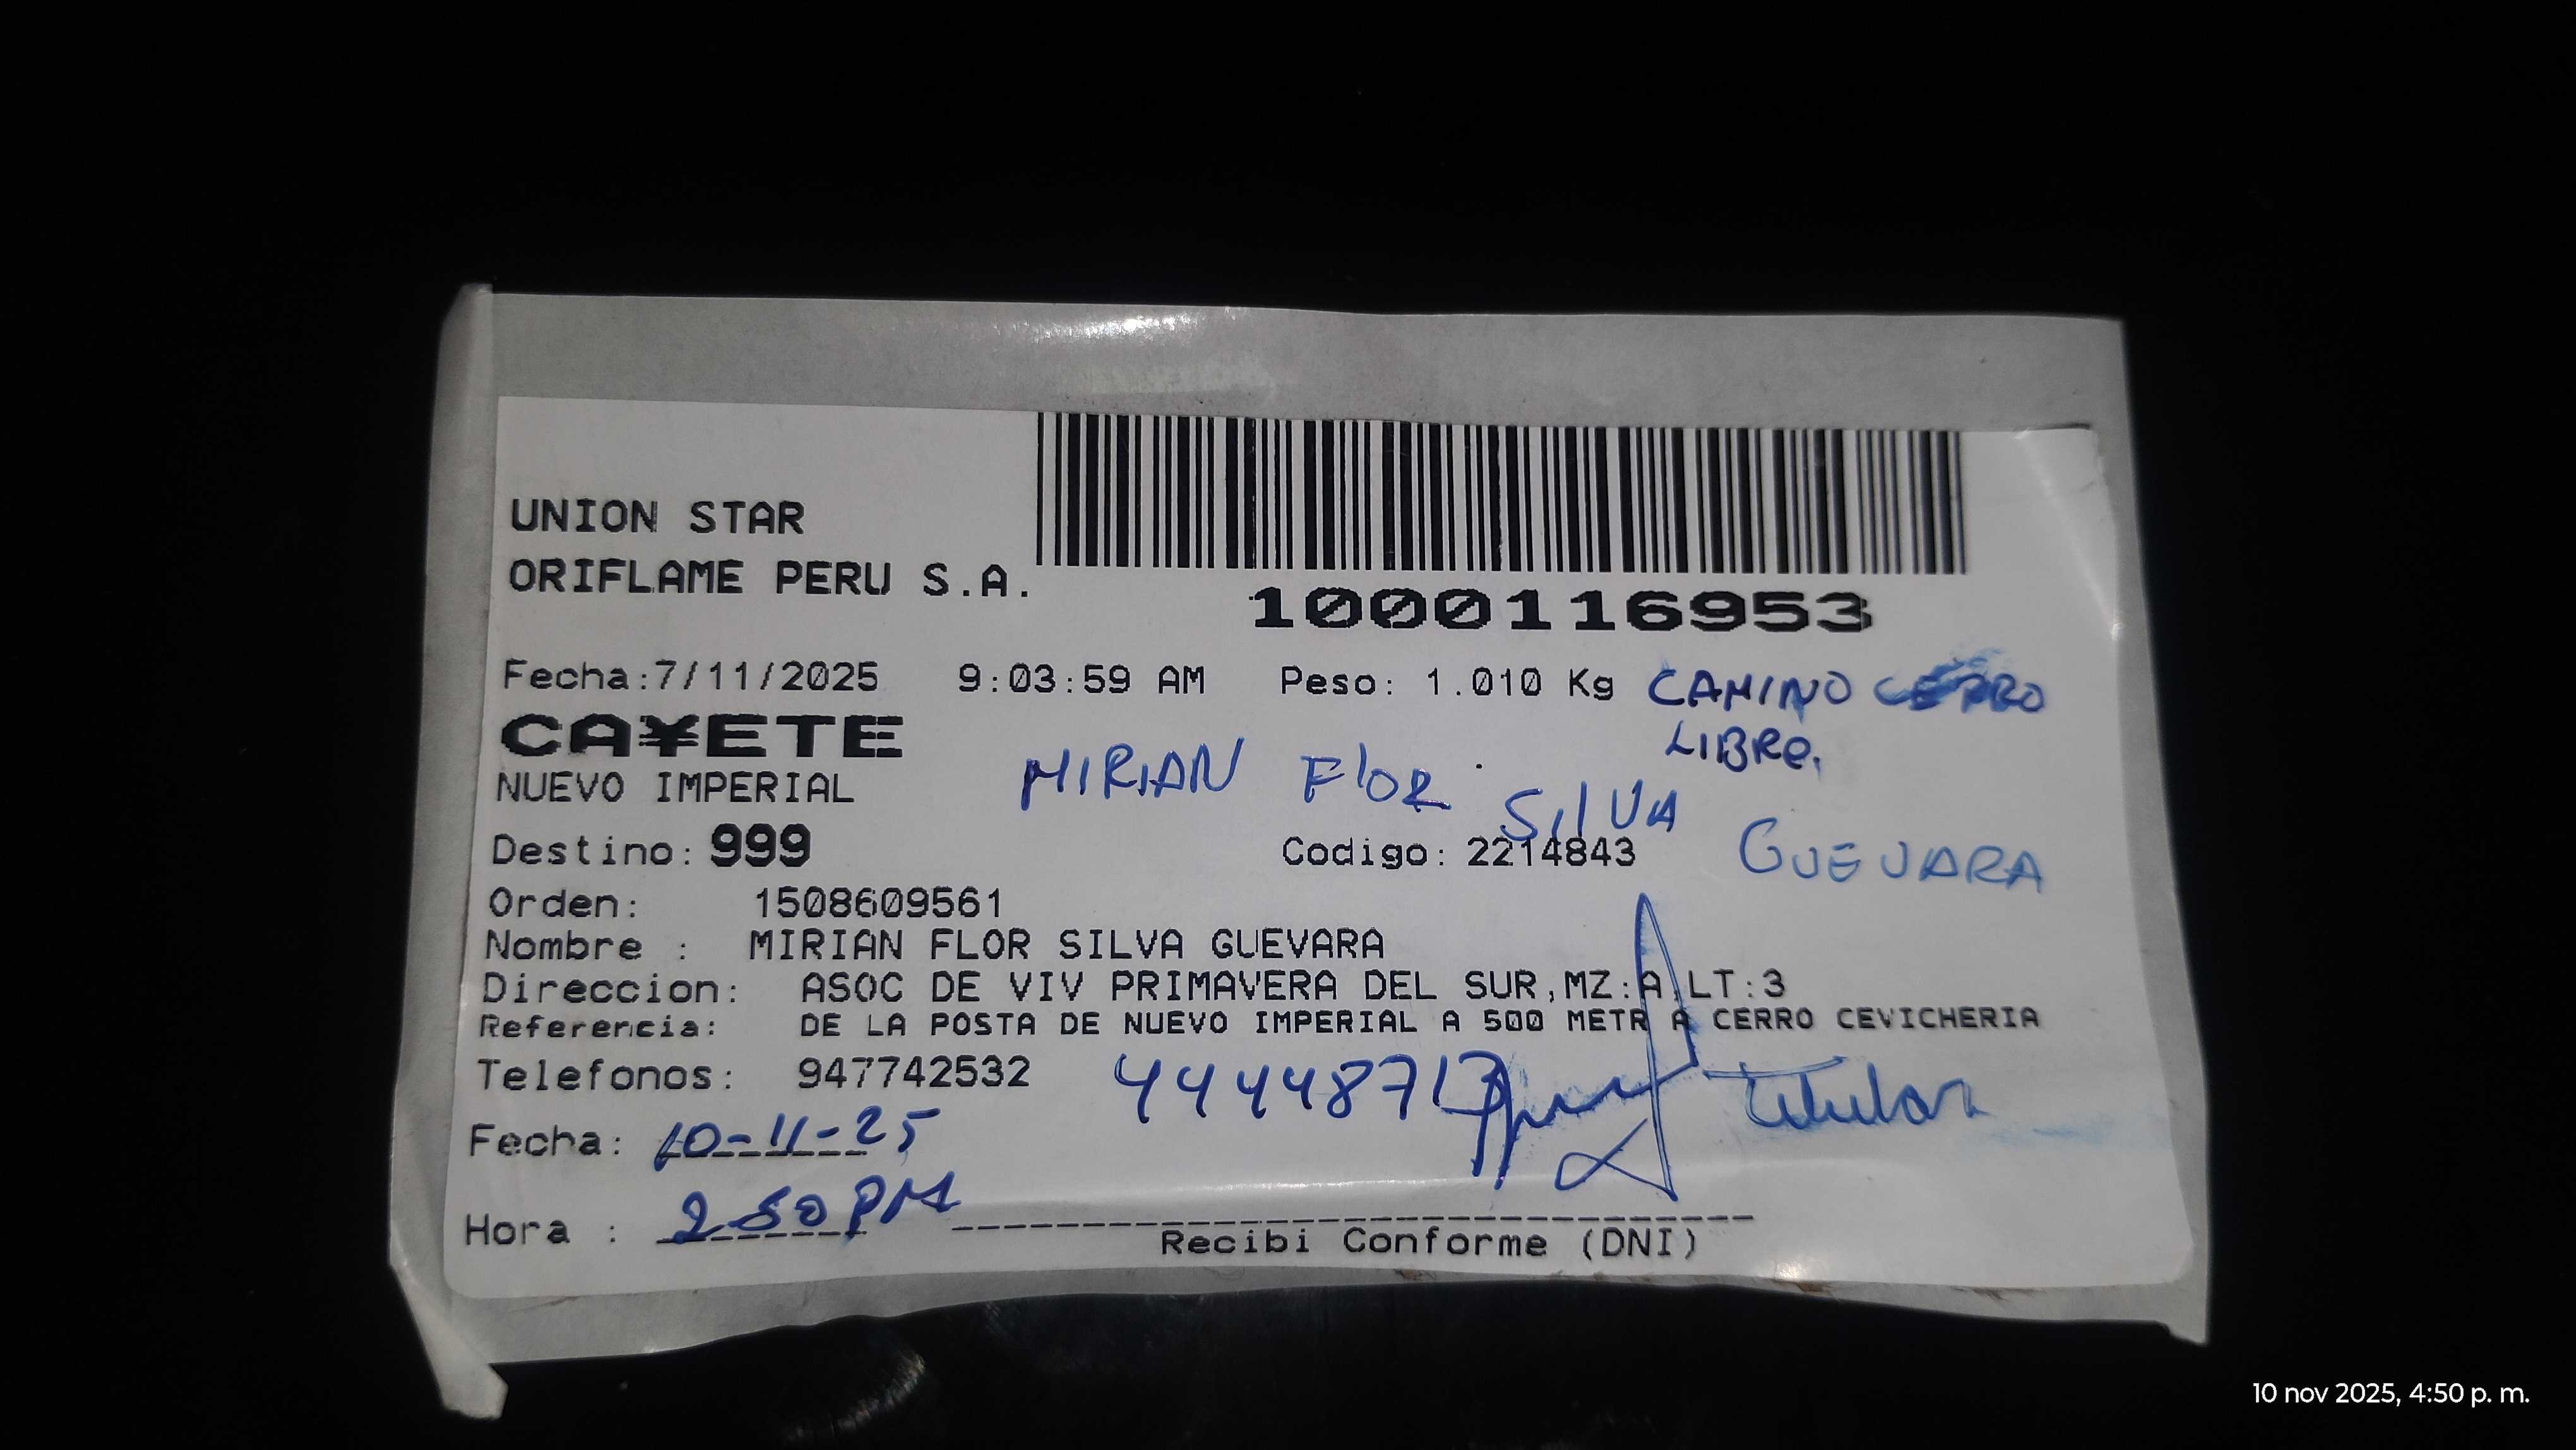 UNION STAR
ORIFLAME PERU S.A.
1000116953
Fecha:7/11/2025 9:03:59 AM Peso: 1.010 Kg CAMINO CERRO
LIBRE.
CA¥ETE
NUEVO IMPERIAL
MIRIAN FLOR SILVA GUEVARA
Destino: 999 Codigo: 2214843
Orden: 1508609561
Nombre : MIRIAN FLOR SILVA GUEVARA
Direccion: ASOC DE VIV PRIMAVERA DEL SUR,MZ:A,LT:3
Referencia: DE LA POSTA DE NUEVO IMPERIAL A 500 METR A CERRO CEVICHERIA
Telefonos: 947742532 44448717 Titular
Fecha: 10-11-25
Hora : 2 50 PM
Recibi Conforme (DNI)
10 nov 2025, 4:50 p. m.